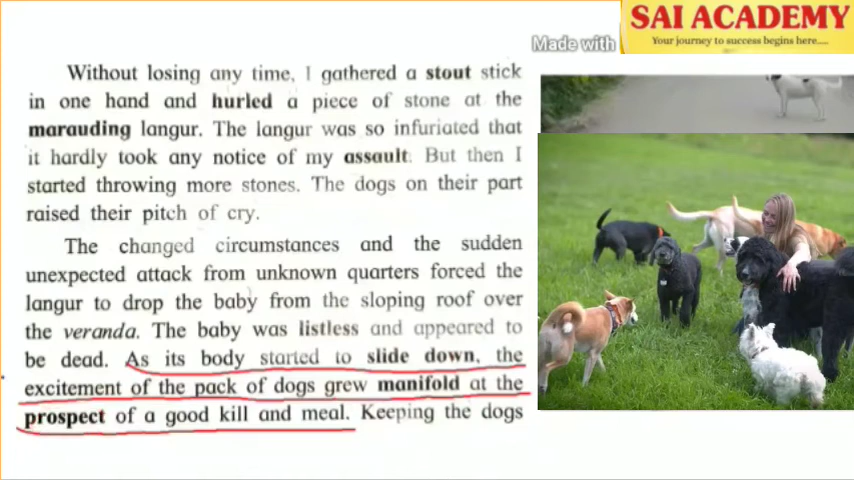 SAI ACADEMY
Your journey to success begins here.....
Made with
Without losing any time, I gathered a stout stick
in one hand and hurled a piece of stone at the
marauding langur. The langur was so infuriated that
it hardly took any notice of my assault. But then I
started throwing more stones. The dogs on their part
raised their pitch of cry.
The changed circumstances and the sudden
unexpected attack from unknown quarters forced the
langur to drop the baby from the sloping roof over
the veranda. The baby was listless and appeared to
be dead. As its body started to slide down, the
excitement of the pack of dogs grew manifold at the
prospect of a good kill and meal. Keeping the dogs